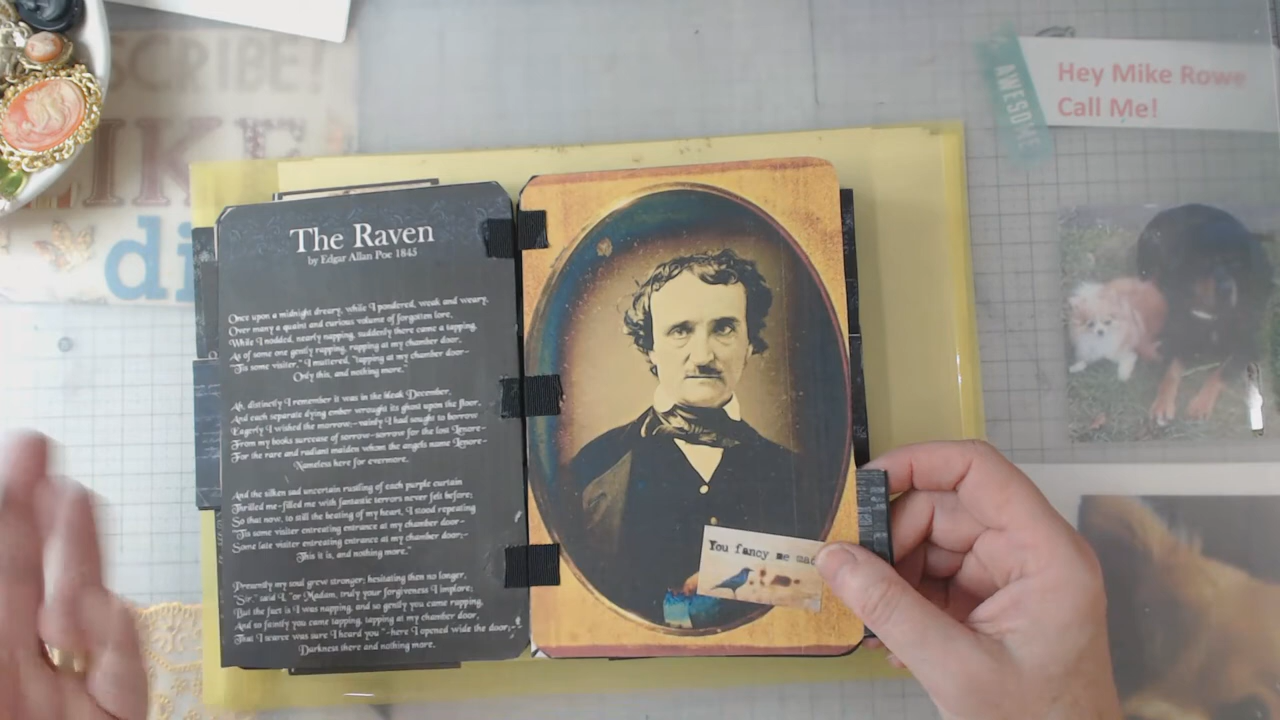 SCRIBE!
LIKE
di
AWESOME
Hey Mike Rowe
Call Me!
The Raven
by Edgar Allan Poe 1845
Once upon a midnight dreary, while I pondered, weak and weary,
Over many a quaint and curious volume of forgotten lore,
While I nodded, nearly napping, suddenly there came a tapping,
As of some one gently rapping, rapping at my chamber door.
"'Tis some visitor," I muttered, "tapping at my chamber door–
Only this, and nothing more."
Ah, distinctly I remember it was in the bleak December,
And each separate dying ember wrought its ghost upon the floor.
Eagerly I wished the morrow;–vainly I had sought to borrow
From my books surcease of sorrow–sorrow for the lost Lenore–
For the rare and radiant maiden whom the angels name Lenore–
Nameless here for evermore.
And the silken sad uncertain rustling of each purple curtain
Thrilled me–filled me with fantastic terrors never felt before;
So that now, to still the beating of my heart, I stood repeating
"'Tis some visiter entreating entrance at my chamber door–
Some late visiter entreating entrance at my chamber door;–
This it is, and nothing more."
Presently my soul grew stronger; hesitating then no longer,
"Sir," said I, "or Madam, truly your forgiveness I implore;
But the fact is I was napping, and so gently you came rapping,
And so faintly you came tapping, tapping at my chamber door,
That I scarce was sure I heard you"–here I opened wide the door;–
Darkness there and nothing more.
You fancy me mad